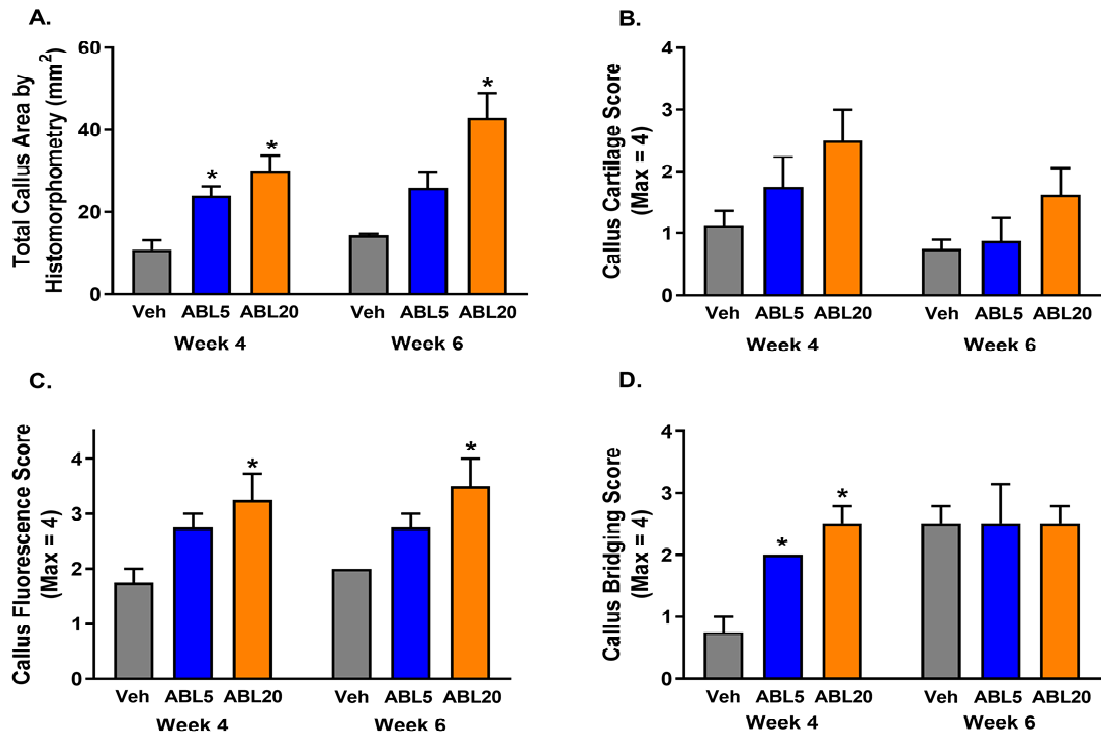 A.
Total Callus Area by
Histomorphometry (mm²)
60
40
20
0
*
*
*
Veh ABL5 ABL20 Veh ABL5 ABL20
Week 4 Week 6
B.
Callus Cartilage Score
(Max = 4)
4
3
2
1
0
Veh ABL5 ABL20 Veh ABL5 ABL20
Week 4 Week 6
C.
Callus Fluorescence Score
(Max = 4)
4
3
2
1
0
*
*
Veh ABL5 ABL20 Veh ABL5 ABL20
Week 4 Week 6
D.
Callus Bridging Score
(Max = 4)
4
3
2
1
0
*
*
Veh ABL5 ABL20 Veh ABL5 ABL20
Week 4 Week 6